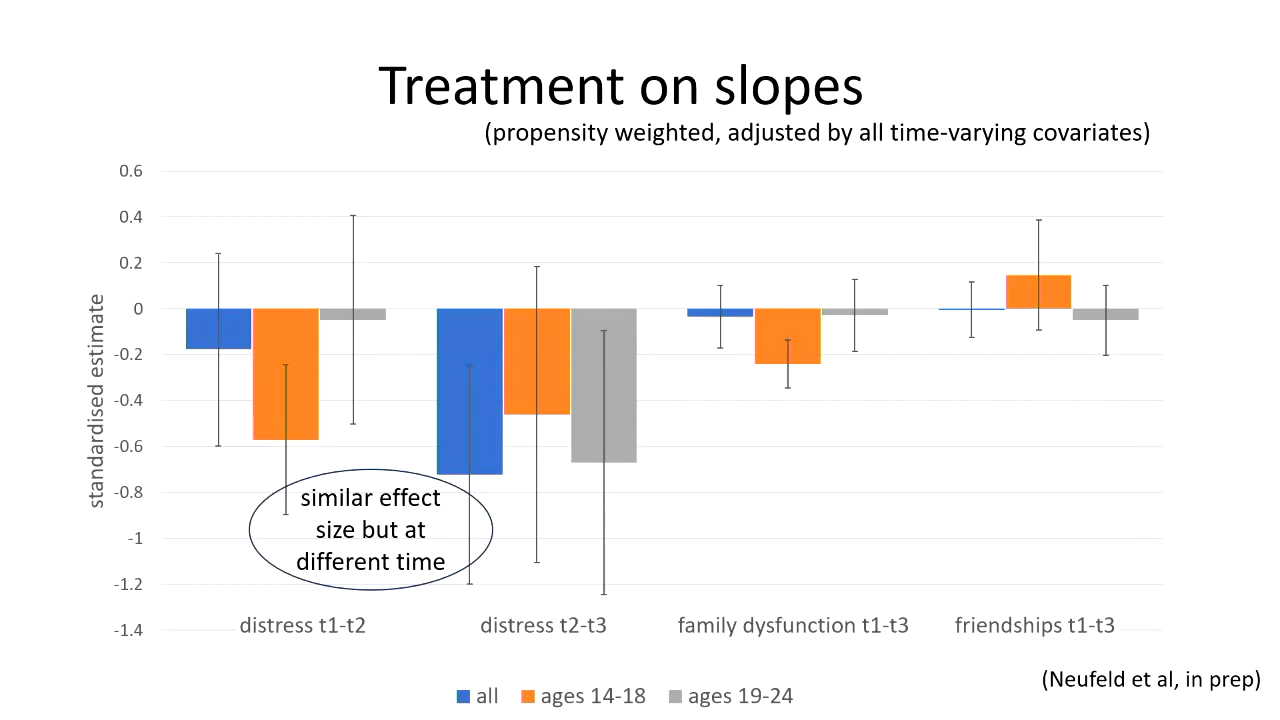 Treatment on slopes
(propensity weighted, adjusted by all time-varying covariates)
standardised estimate
0.6
0.4
0.2
0
-0.2
-0.4
-0.6
-0.8
-1
-1.2
-1.4
similar effect
size but at
different time
distress t1-t2
distress t2-t3
family dysfunction t1-t3
friendships t1-t3
(Neufeld et al, in prep)
all
ages 14-18
ages 19-24